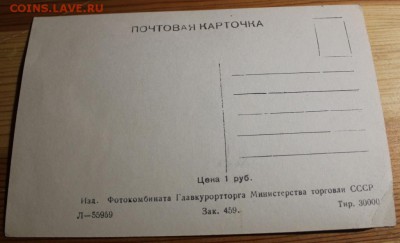 COINS.LAVE.RU
ПОЧТОВАЯ КАРТОЧКА
Цена 1 руб.
Изд. Фотокомбината Главкурортторга Министерства торговли СССР
Л—55959 Зак. 459. Тир. 30000